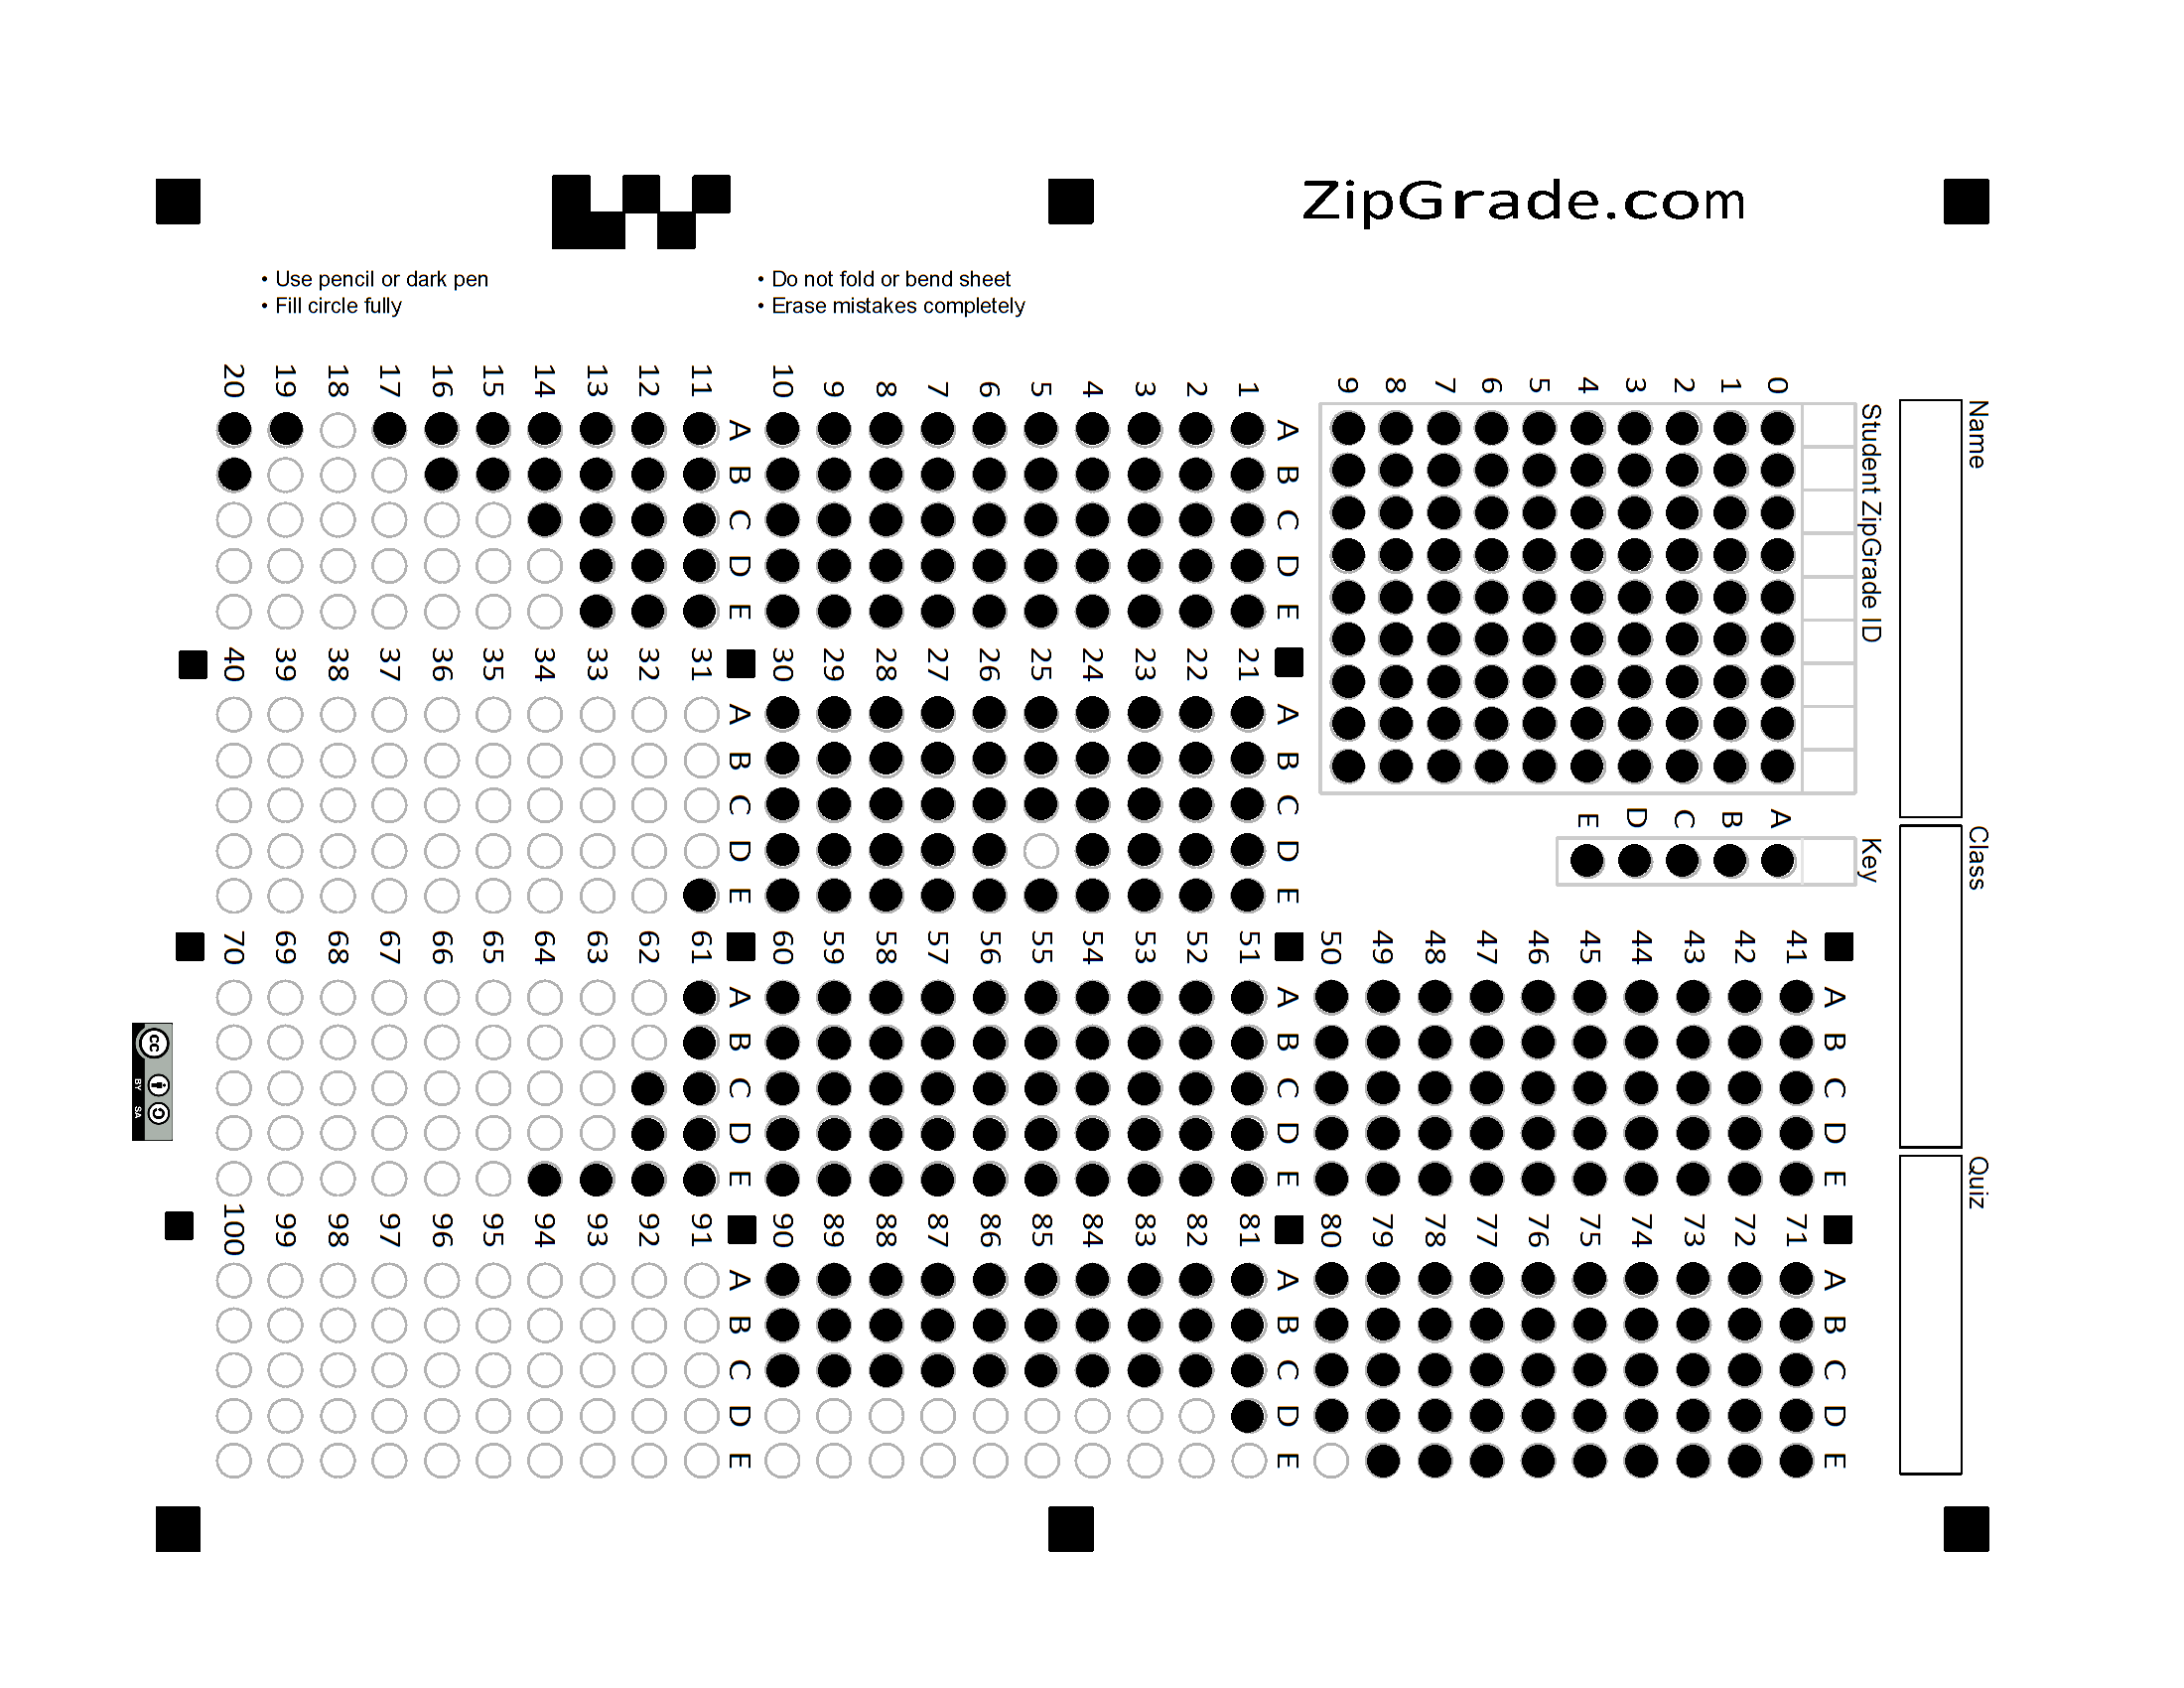 ZipGrade.com
• Use pencil or dark pen
• Fill circle fully
• Do not fold or bend sheet
• Erase mistakes completely
Name
Class
Quiz
Student ZipGrade ID
0 1 2 3 4 5 6 7 8 9
Key
A B C D E
A B C D E
1 2 3 4 5 6 7 8 9 10
A B C D E
11 12 13 14 15 16 17 18 19 20
A B C D E
21 22 23 24 25 26 27 28 29 30
A B C D E
31 32 33 34 35 36 37 38 39 40
A B C D E
41 42 43 44 45 46 47 48 49 50
A B C D E
51 52 53 54 55 56 57 58 59 60
A B C D E
61 62 63 64 65 66 67 68 69 70
A B C D E
71 72 73 74 75 76 77 78 79 80
A B C D E
81 82 83 84 85 86 87 88 89 90
A B C D E
91 92 93 94 95 96 97 98 99 100
cc
BY SA